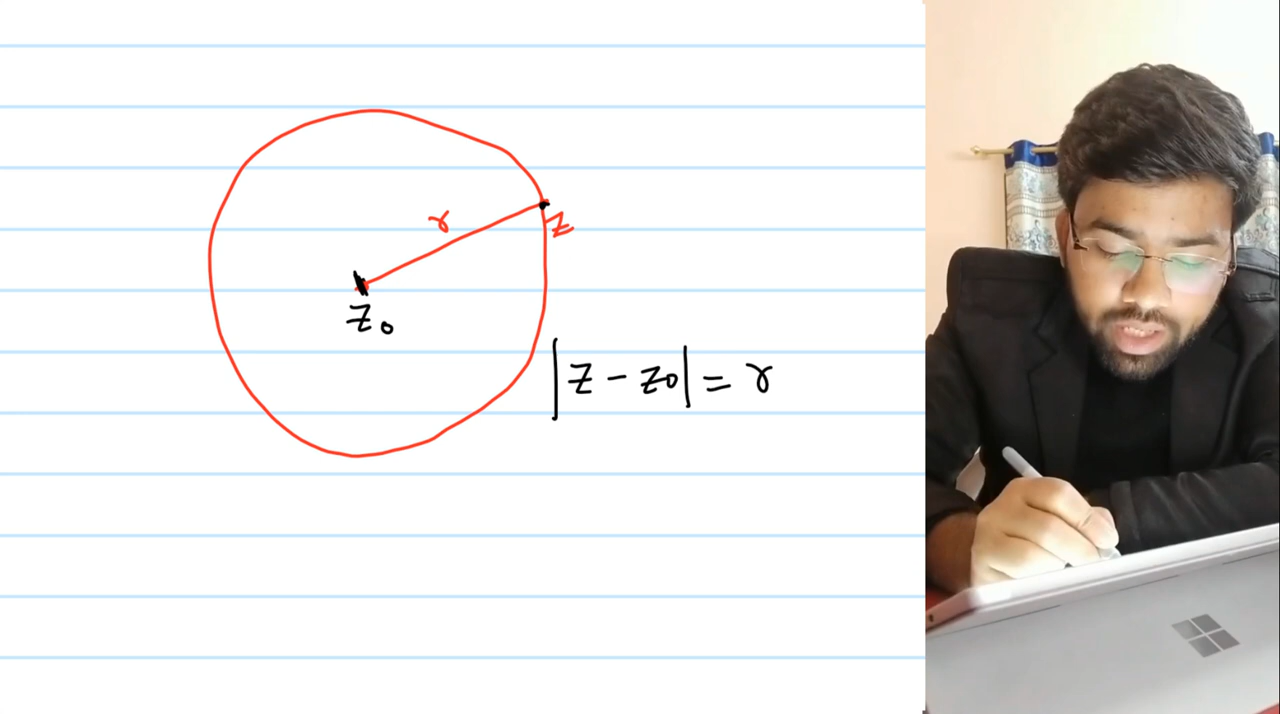 r
z
z₀
|z - z₀| = r